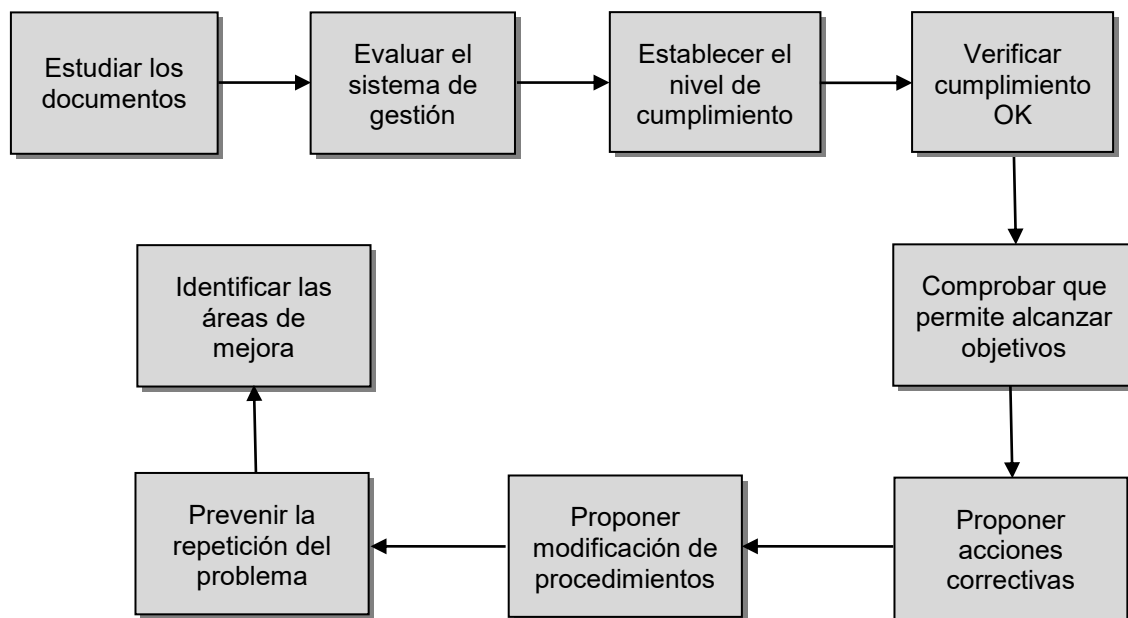 Estudiar los
documentos
Evaluar el
sistema de
gestión
Establecer el
nivel de
cumplimiento
Verificar
cumplimiento
OK
Comprobar que
permite alcanzar
objetivos
Proponer
acciones
correctivas
Proponer
modificación de
procedimientos
Prevenir la
repetición del
problema
Identificar las
áreas de
mejora